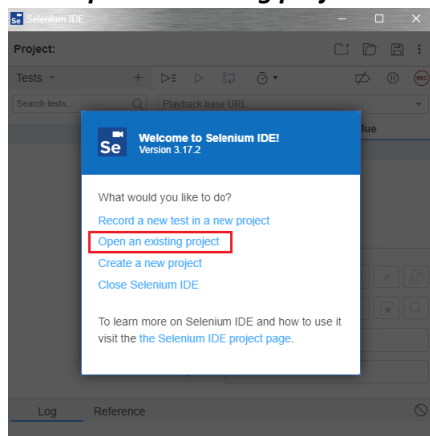 Selenium IDE
Project:
Tests
Search tests...
Playback base URL
lue
Se
Welcome to Selenium IDE!
Version 3.17.2
What would you like to do?
Record a new test in a new project
Open an existing project
Create a new project
Close Selenium IDE
To learn more on Selenium IDE and how to use it
visit the the Selenium IDE project page.
Log
Reference